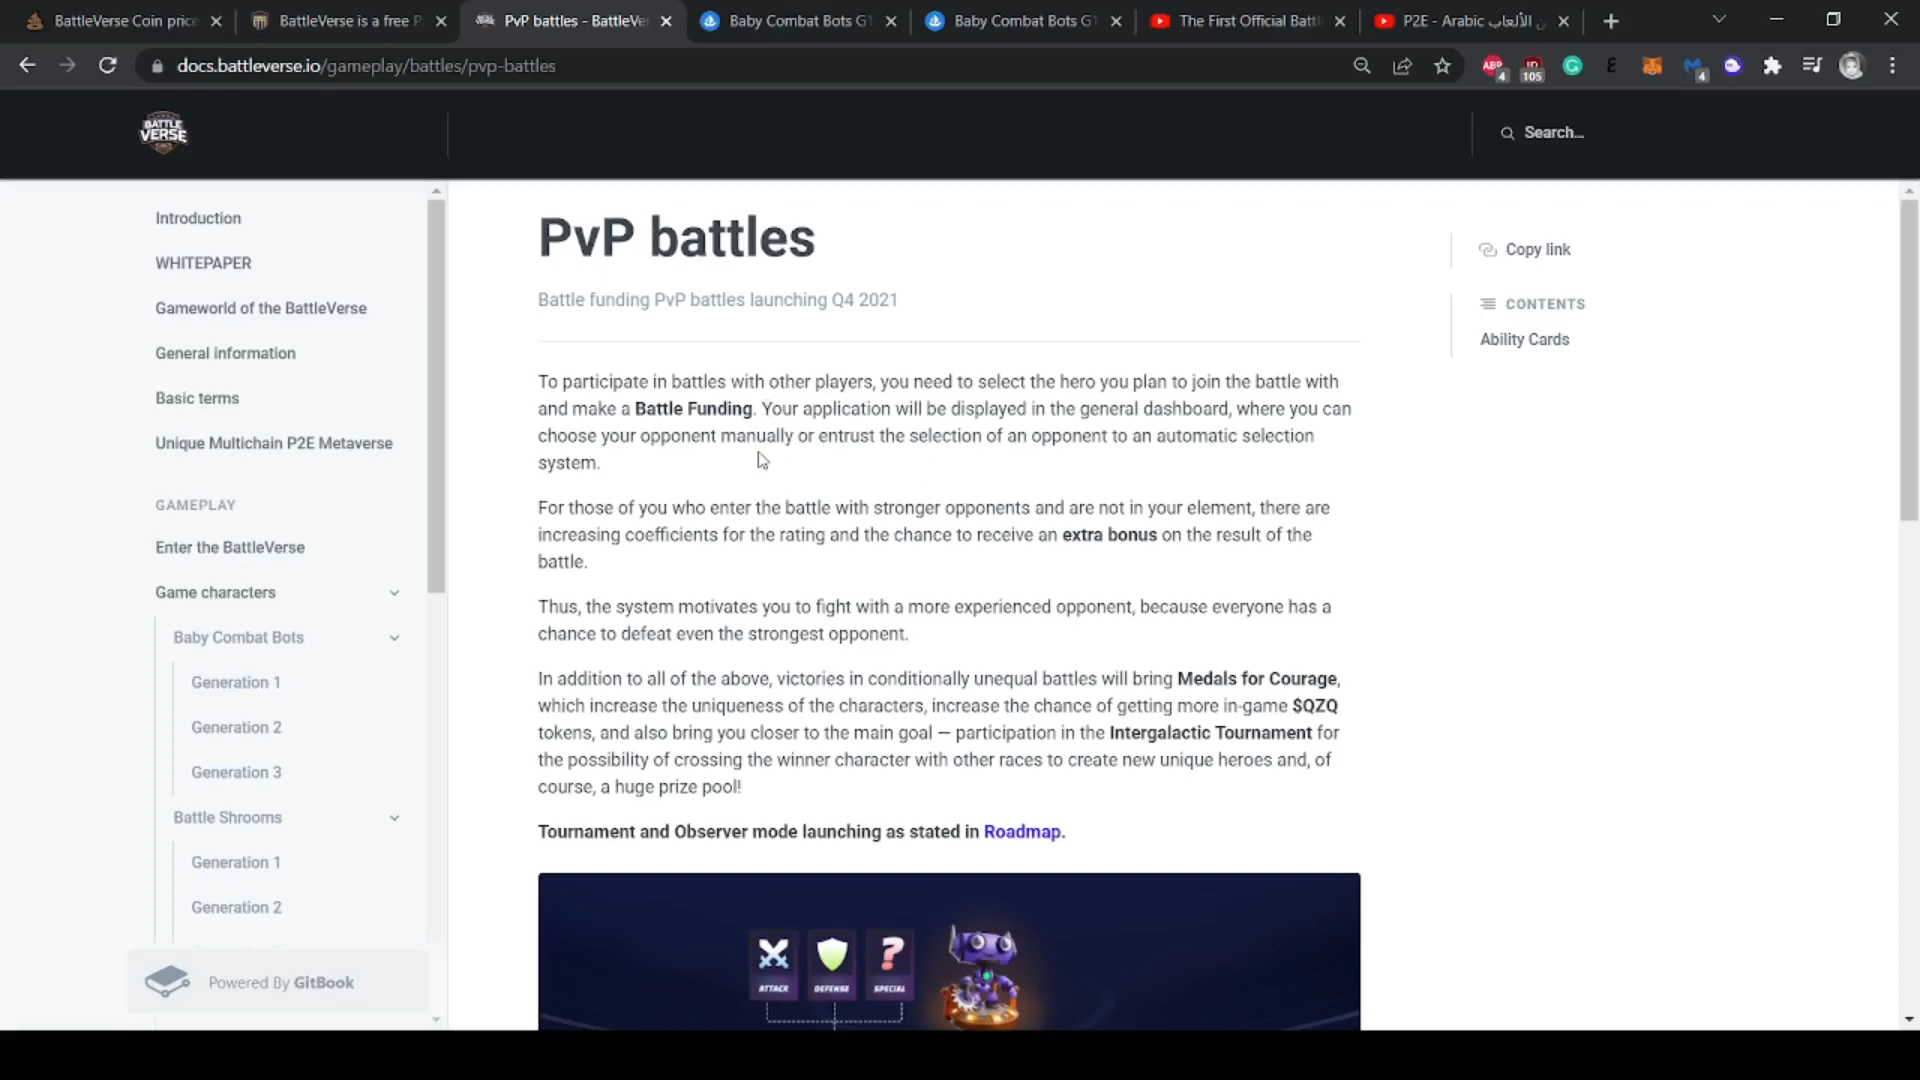 BattleVerse Coin price
BattleVerse is a free P
PvP battles - BattleVe
Baby Combat Bots G1
Baby Combat Bots G1
The First Official Battl
P2E - Arabic
docs.battleverse.io/gameplay/battles/pvp-battles
ABP
4
105
4
BATTLE
VERSE
Search...
Introduction
WHITEPAPER
Gameworld of the BattleVerse
General information
Basic terms
Unique Multichain P2E Metaverse
GAMEPLAY
Enter the BattleVerse
Game characters
Baby Combat Bots
Generation 1
Generation 2
Generation 3
Battle Shrooms
Generation 1
Generation 2
Powered By GitBook
PvP battles
Battle funding PvP battles launching Q4 2021
To participate in battles with other players, you need to select the hero you plan to join the battle with
and make a Battle Funding. Your application will be displayed in the general dashboard, where you can
choose your opponent manually or entrust the selection of an opponent to an automatic selection
system.
For those of you who enter the battle with stronger opponents and are not in your element, there are
increasing coefficients for the rating and the chance to receive an extra bonus on the result of the
battle.
Thus, the system motivates you to fight with a more experienced opponent, because everyone has a
chance to defeat even the strongest opponent.
In addition to all of the above, victories in conditionally unequal battles will bring Medals for Courage,
which increase the uniqueness of the characters, increase the chance of getting more in-game $QZQ
tokens, and also bring you closer to the main goal — participation in the Intergalactic Tournament for
the possibility of crossing the winner character with other races to create new unique heroes and, of
course, a huge prize pool!
Tournament and Observer mode launching as stated in Roadmap.
ATTACK
DEFENSE
SPECIAL
Copy link
CONTENTS
Ability Cards